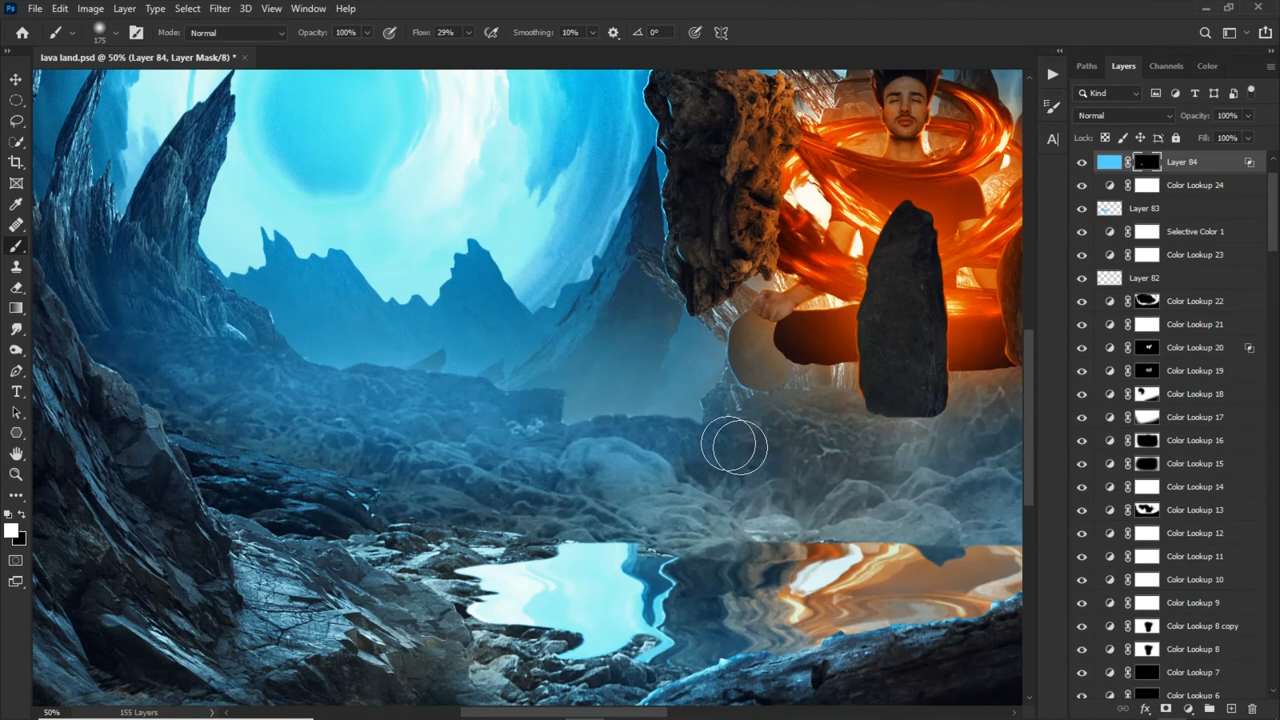 Ps File Edit Image Layer Type Select Filter 3D View Window Help
175 Mode: Normal Opacity: 100% Flow: 29% Smoothing: 10% 0°
lava land.psd @ 50% (Layer 84, Layer Mask/8) *
Paths Layers Channels Color
Kind
Normal Opacity: 100%
Lock: Fill: 100%
Layer 84
Color Lookup 24
Layer 83
Selective Color 1
Color Lookup 23
Layer 82
Color Lookup 22
Color Lookup 21
Color Lookup 20
Color Lookup 19
Color Lookup 18
Color Lookup 17
Color Lookup 16
Color Lookup 15
Color Lookup 14
Color Lookup 13
Color Lookup 12
Color Lookup 11
Color Lookup 10
Color Lookup 9
Color Lookup 8 copy
Color Lookup 8
Color Lookup 7
Color Lookup 6
50% 155 Layers